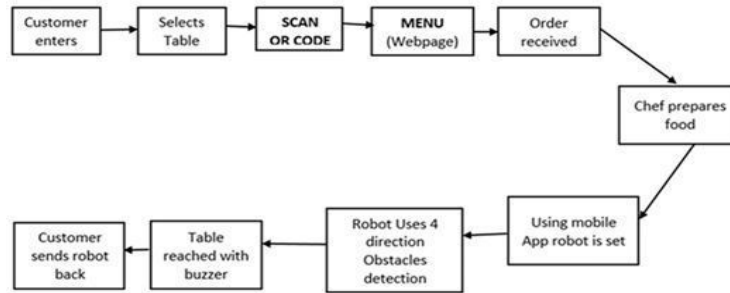 Customer
enters
Selects
Table
SCAN
OR CODE
MENU
(Webpage)
Order
received
Chef prepares
food
Using mobile
App robot is set
Robot Uses 4
direction
Obstacles
detection
Table
reached with
buzzer
Customer
sends robot
back